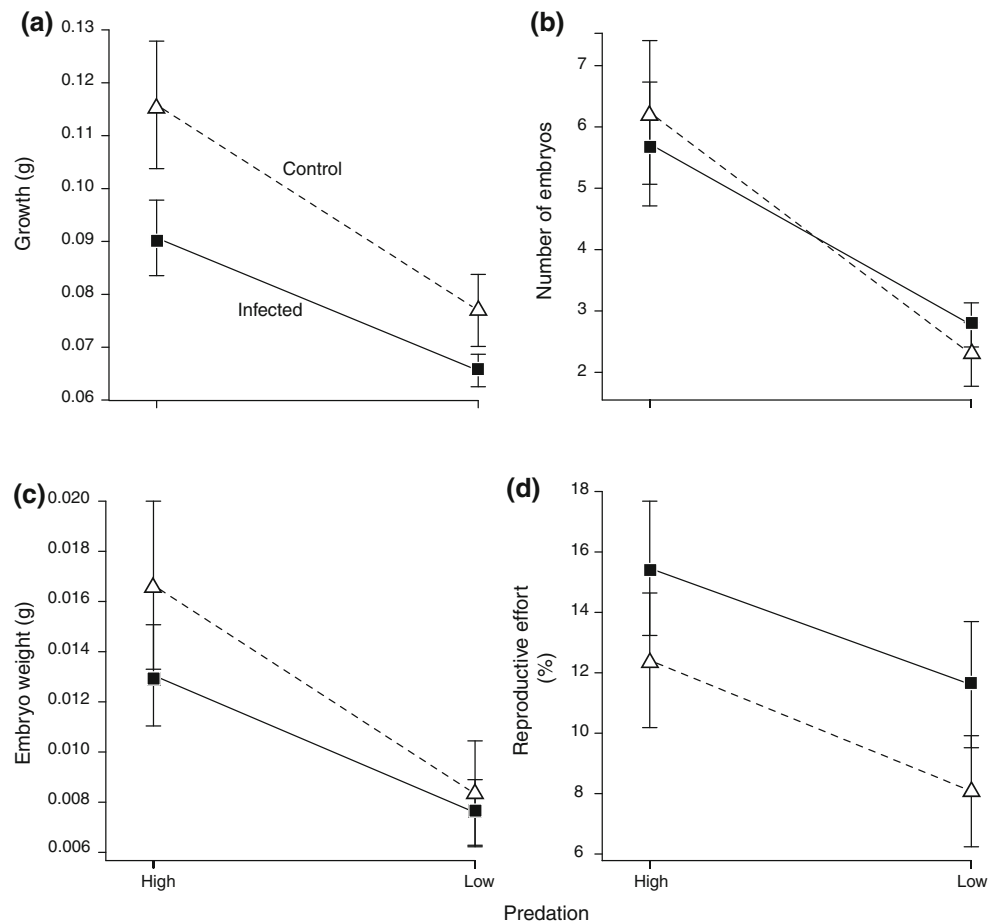 (a)
0.13
0.12
0.11
0.10
0.09
0.08
0.07
0.06
Growth (g)
Control
Infected
(b)
7
6
5
4
3
2
Number of embryos
(c)
0.020
0.018
0.016
0.014
0.012
0.010
0.008
0.006
Embryo weight (g)
High
Low
(d)
18
16
14
12
10
8
6
Reproductive effort
(%)
High
Low
Predation